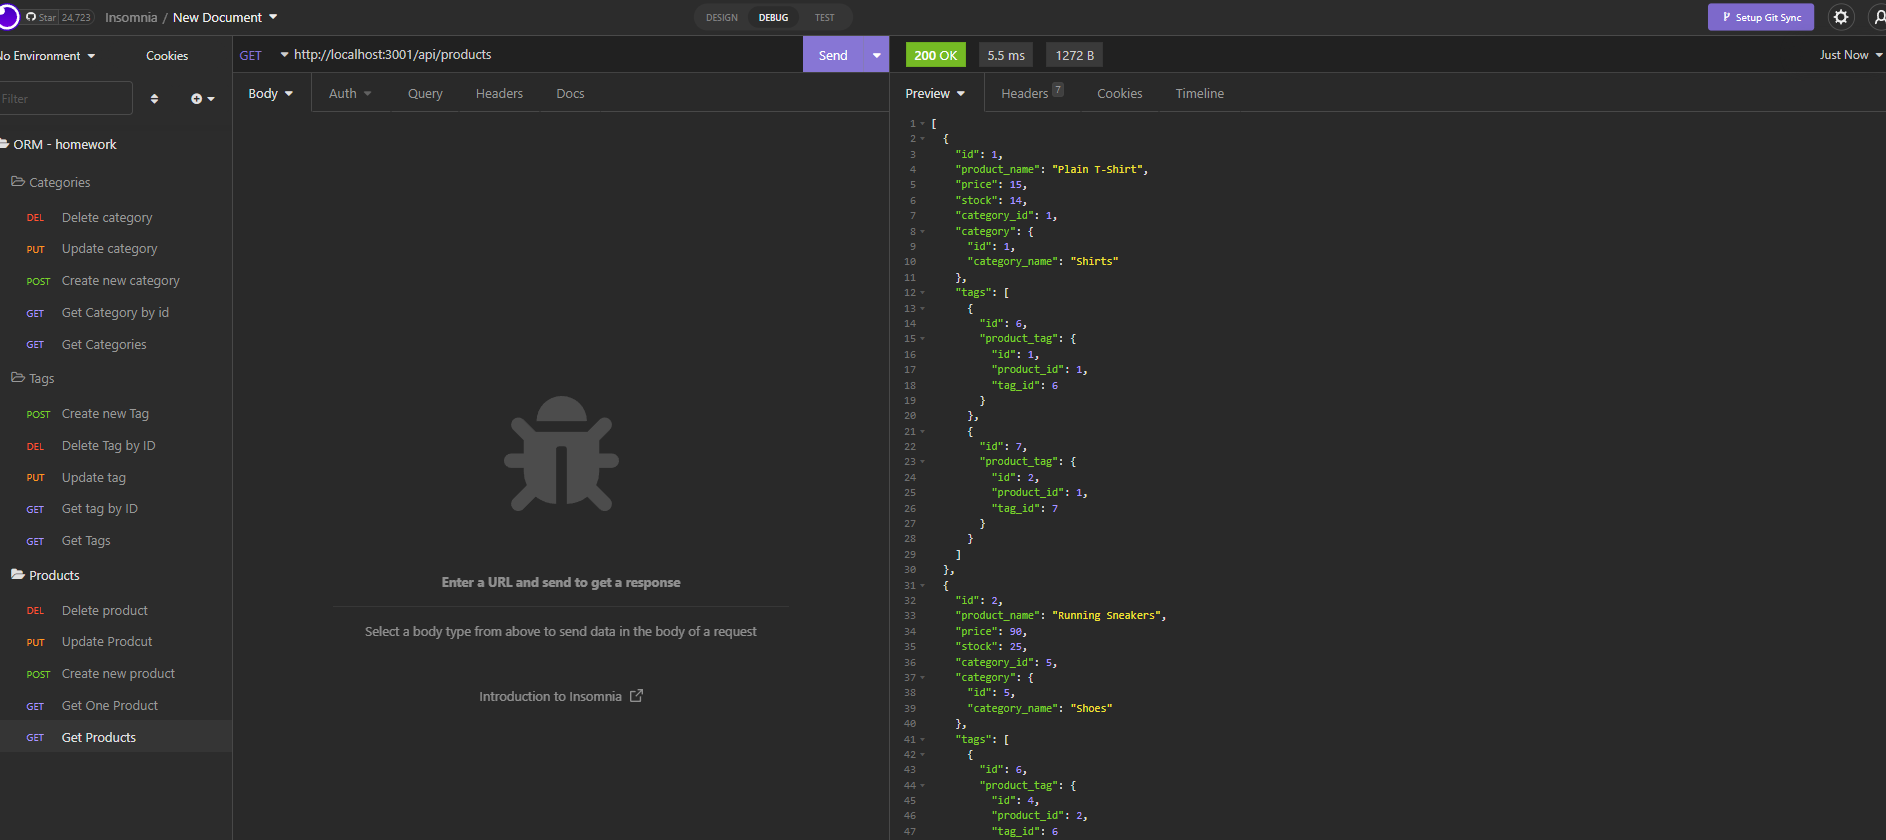 Star 24,723 Insomnia / New Document
DESIGN DEBUG TEST
Setup Git Sync
No Environment Cookies
GET http://localhost:3001/api/products Send
200 OK 5.5 ms 1272 B Just Now
Filter
Body Auth Query Headers Docs
Preview Headers 7 Cookies Timeline
ORM - homework
Categories
DEL Delete category
PUT Update category
POST Create new category
GET Get Category by id
GET Get Categories
Tags
POST Create new Tag
DEL Delete Tag by ID
PUT Update tag
GET Get tag by ID
GET Get Tags
Products
DEL Delete product
PUT Update Prodcut
POST Create new product
GET Get One Product
GET Get Products
Enter a URL and send to get a response
Select a body type from above to send data in the body of a request
Introduction to Insomnia
1 [
2 {
3 "id": 1,
4 "product_name": "Plain T-Shirt",
5 "price": 15,
6 "stock": 14,
7 "category_id": 1,
8 "category": {
9 "id": 1,
10 "category_name": "Shirts"
11 },
12 "tags": [
13 {
14 "id": 6,
15 "product_tag": {
16 "id": 1,
17 "product_id": 1,
18 "tag_id": 6
19 }
20 },
21 {
22 "id": 7,
23 "product_tag": {
24 "id": 2,
25 "product_id": 1,
26 "tag_id": 7
27 }
28 }
29 ]
30 },
31 {
32 "id": 2,
33 "product_name": "Running Sneakers",
34 "price": 90,
35 "stock": 25,
36 "category_id": 5,
37 "category": {
38 "id": 5,
39 "category_name": "Shoes"
40 },
41 "tags": [
42 {
43 "id": 6,
44 "product_tag": {
45 "id": 4,
46 "product_id": 2,
47 "tag_id": 6